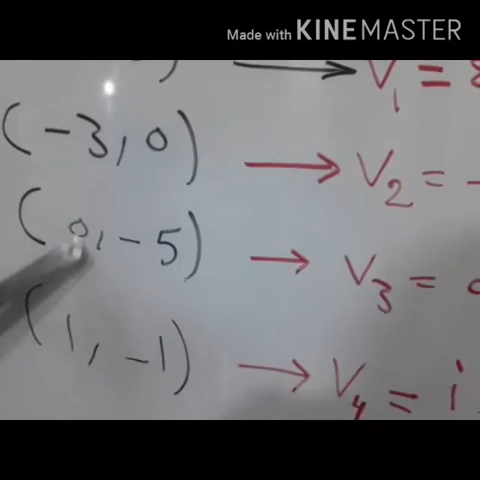 Made with KINEMASTER
) → V₁ =
(-3, 0) → V₂ = -
(0, -5) → V₃ =
(1, -1) → V₄ = i